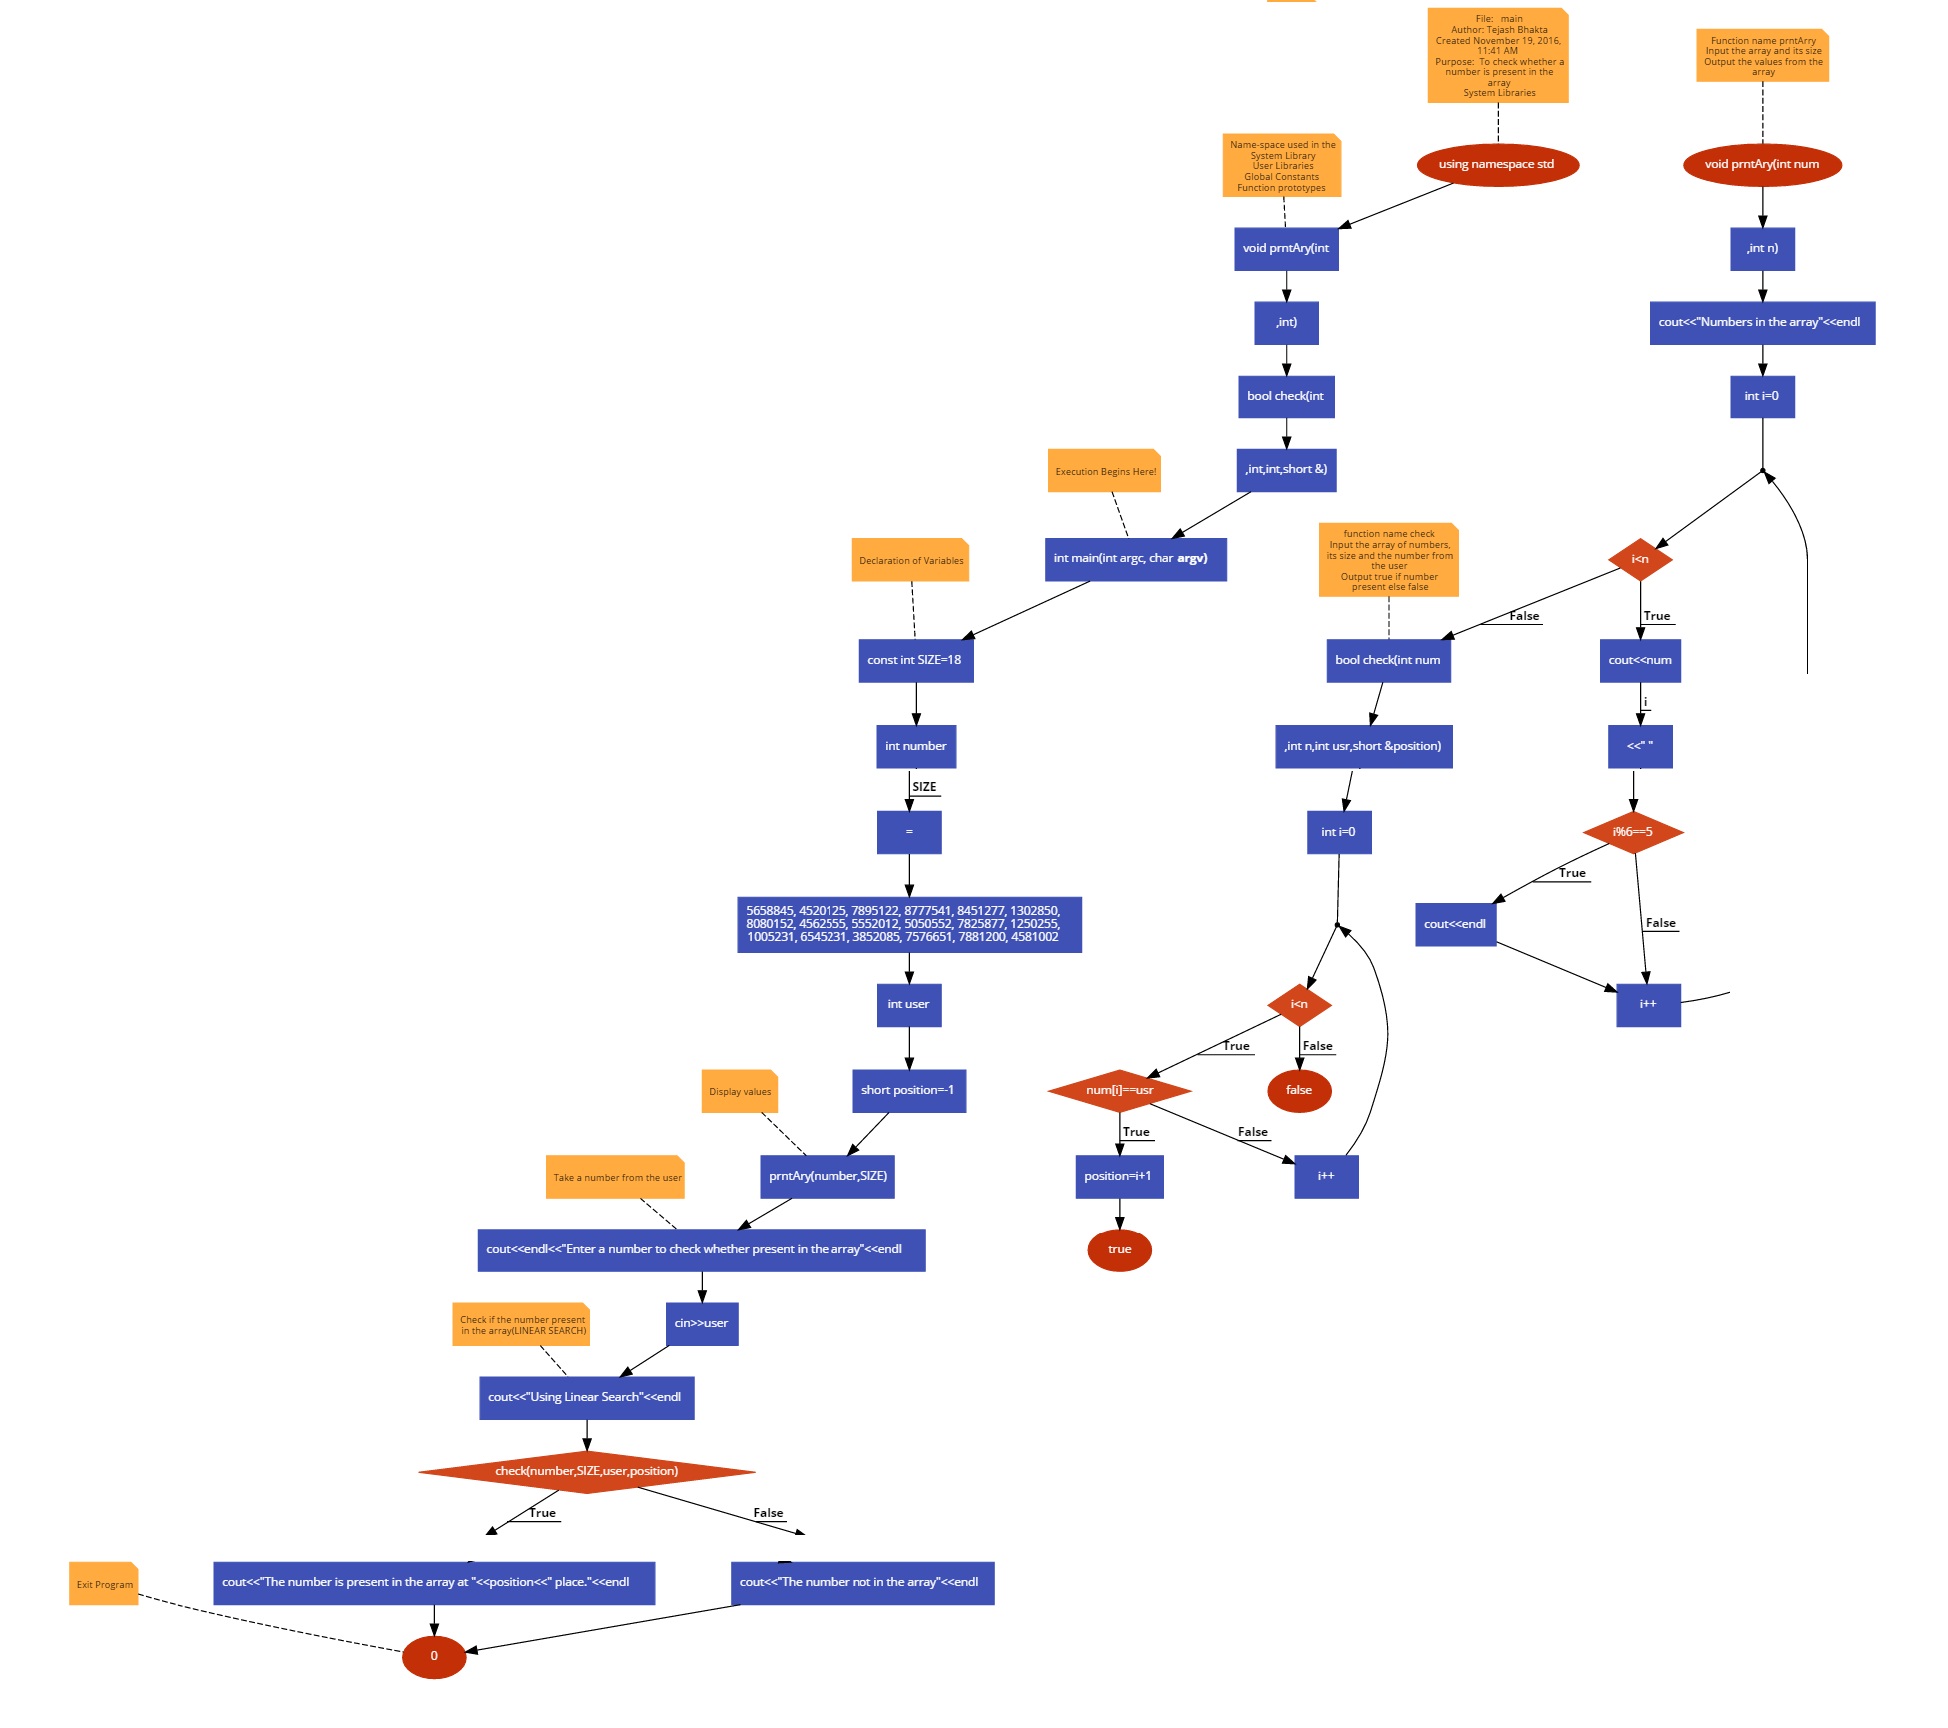 File:   main
Author: Tejash Bhakta
Created November 19, 2016,
11:41 AM
Purpose:  To check whether a
number is present in the
array
System Libraries
Function name prntArry
Input the array and its size
Output the values from the
array
Name-space used in the
System Library
User Libraries
Global Constants
Function prototypes
using namespace std
void prntAry(int num
void prntAry(int
,int n)
,int)
cout<<"Numbers in the array"<<endl
bool check(int
int i=0
Execution Begins Here!
,int,int,short &)
Declaration of Variables
int main(int argc, char argv)
function name check
Input the array of numbers,
its size and the number from
the user
Output true if number
present else false
i<n
False
True
const int SIZE=18
bool check(int num
cout<<num
i
int number
,int n,int usr,short &position)
<<" "
SIZE
=
int i=0
i%6==5
True
5658845, 4520125, 7895122, 8777541, 8451277, 1302850,
8080152, 4562555, 5552012, 5050552, 7825877, 1250255,
1005231, 6545231, 3852085, 7576651, 7881200, 4581002
cout<<endl
False
int user
i<n
i++
True
False
Display values
short position=-1
num[i]==usr
false
True
False
Take a number from the user
prntAry(number,SIZE)
position=i+1
i++
cout<<endl<<"Enter a number to check whether present in the array"<<endl
true
Check if the number present
in the array(LINEAR SEARCH)
cin>>user
cout<<"Using Linear Search"<<endl
check(number,SIZE,user,position)
True
False
Exit Program
cout<<"The number is present in the array at "<<position<<" place."<<endl
cout<<"The number not in the array"<<endl
0